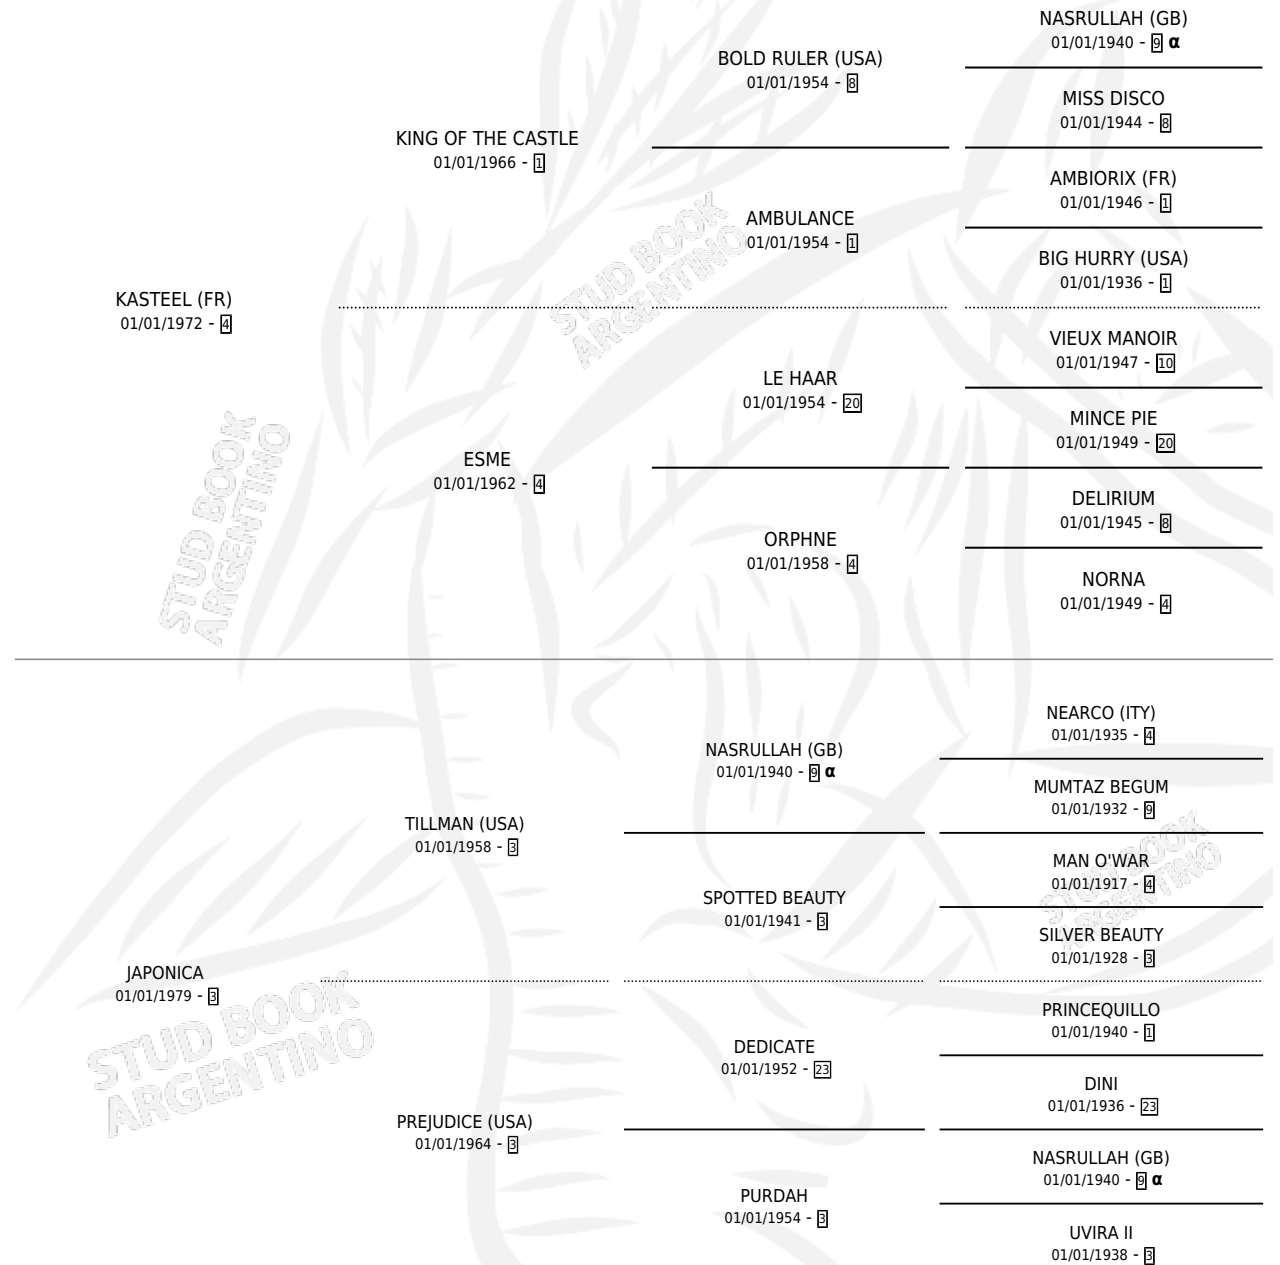 NASRULLAH (GB)
01/01/1940 - 9 α
BOLD RULER (USA)
01/01/1954 - 8
MISS DISCO
01/01/1944 - 8
KING OF THE CASTLE
01/01/1966 - 1
AMBIORIX (FR)
01/01/1946 - 1
AMBULANCE
01/01/1954 - 1
BIG HURRY (USA)
01/01/1936 - 1
KASTEEL (FR)
01/01/1972 - 4
VIEUX MANOIR
01/01/1947 - 10
LE HAAR
01/01/1954 - 20
MINCE PIE
01/01/1949 - 20
ESME
01/01/1962 - 4
DELIRIUM
01/01/1945 - 8
ORPHNE
01/01/1958 - 4
NORNA
01/01/1949 - 4
NEARCO (ITY)
01/01/1935 - 4
NASRULLAH (GB)
01/01/1940 - 9 α
MUMTAZ BEGUM
01/01/1932 - 9
TILLMAN (USA)
01/01/1958 - 3
MAN O'WAR
01/01/1917 - 4
SPOTTED BEAUTY
01/01/1941 - 3
SILVER BEAUTY
01/01/1928 - 3
JAPONICA
01/01/1979 - 3
PRINCEQUILLO
01/01/1940 - 1
DEDICATE
01/01/1952 - 23
DINI
01/01/1936 - 23
PREJUDICE (USA)
01/01/1964 - 3
NASRULLAH (GB)
01/01/1940 - 9 α
PURDAH
01/01/1954 - 3
UVIRA II
01/01/1938 - 3
STUD BOOK
ARGENTINO
STUD BOOK
ARGENTINO
STUD BOOK
ARGENTINO
STUD BOOK
ARGENTINO